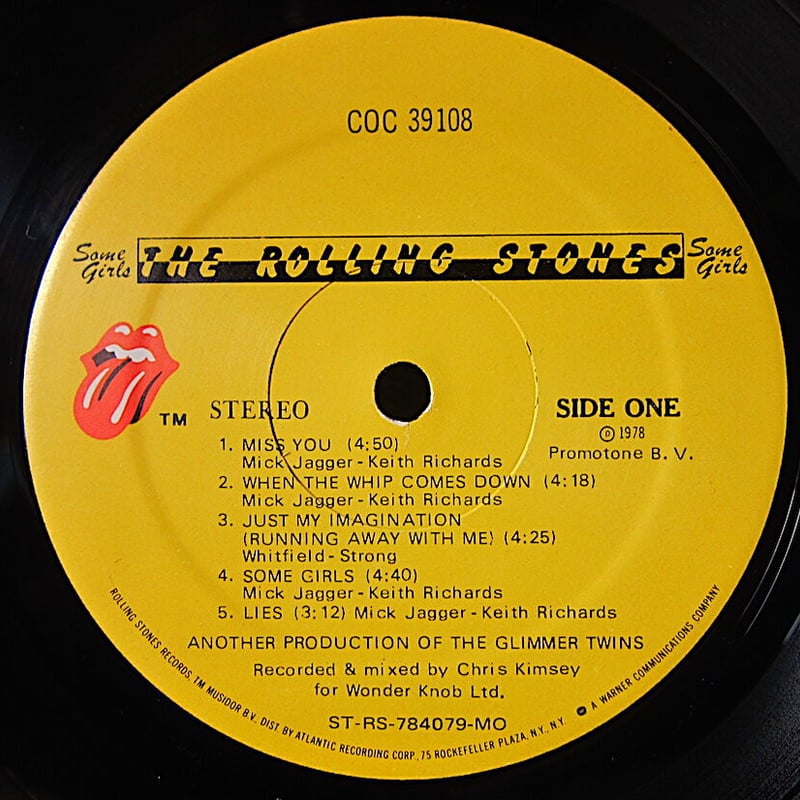 COC 39108
Some Girls
THE ROLLING STONES
Some Girls
TM
STEREO
SIDE ONE
℗ 1978
Promotone B. V.
1. MISS YOU (4:50)
Mick Jagger - Keith Richards
2. WHEN THE WHIP COMES DOWN (4:18)
Mick Jagger - Keith Richards
3. JUST MY IMAGINATION
(RUNNING AWAY WITH ME) (4:25)
Whitfield - Strong
4. SOME GIRLS (4:40)
Mick Jagger - Keith Richards
5. LIES (3:12) Mick Jagger - Keith Richards
ANOTHER PRODUCTION OF THE GLIMMER TWINS
Recorded & mixed by Chris Kimsey
for Wonder Knob Ltd.
ST-RS-784079-MO
ROLLING STONES RECORDS, TM MUSIDOR B.V. DIST. BY ATLANTIC RECORDING CORP., 75 ROCKEFELLER PLAZA, N.Y., N.Y. A WARNER COMMUNICATIONS COMPANY